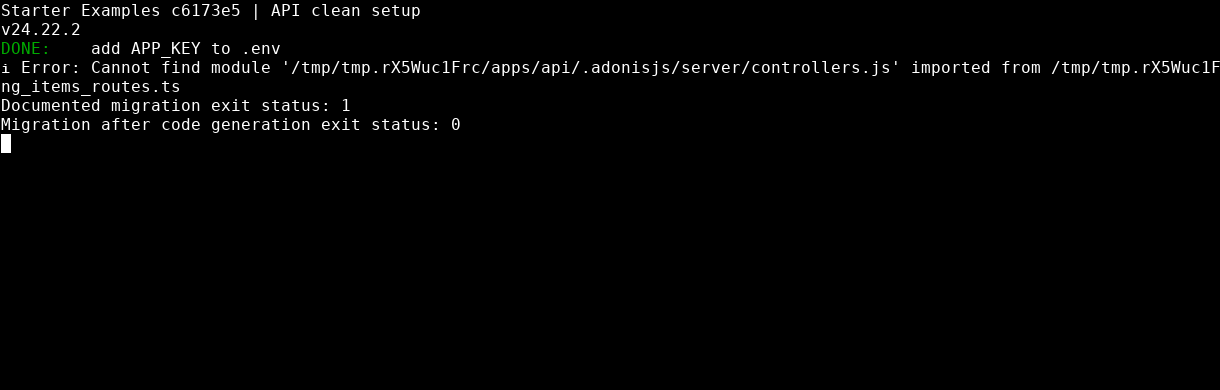 Starter Examples c6173e5 | API clean setup
v24.22.2
DONE:    add APP_KEY to .env
i Error: Cannot find module '/tmp/tmp.rX5Wuc1Frc/apps/api/.adonisjs/server/controllers.js' imported from /tmp/tmp.rX5Wuc1F
ng_items_routes.ts
Documented migration exit status: 1
Migration after code generation exit status: 0